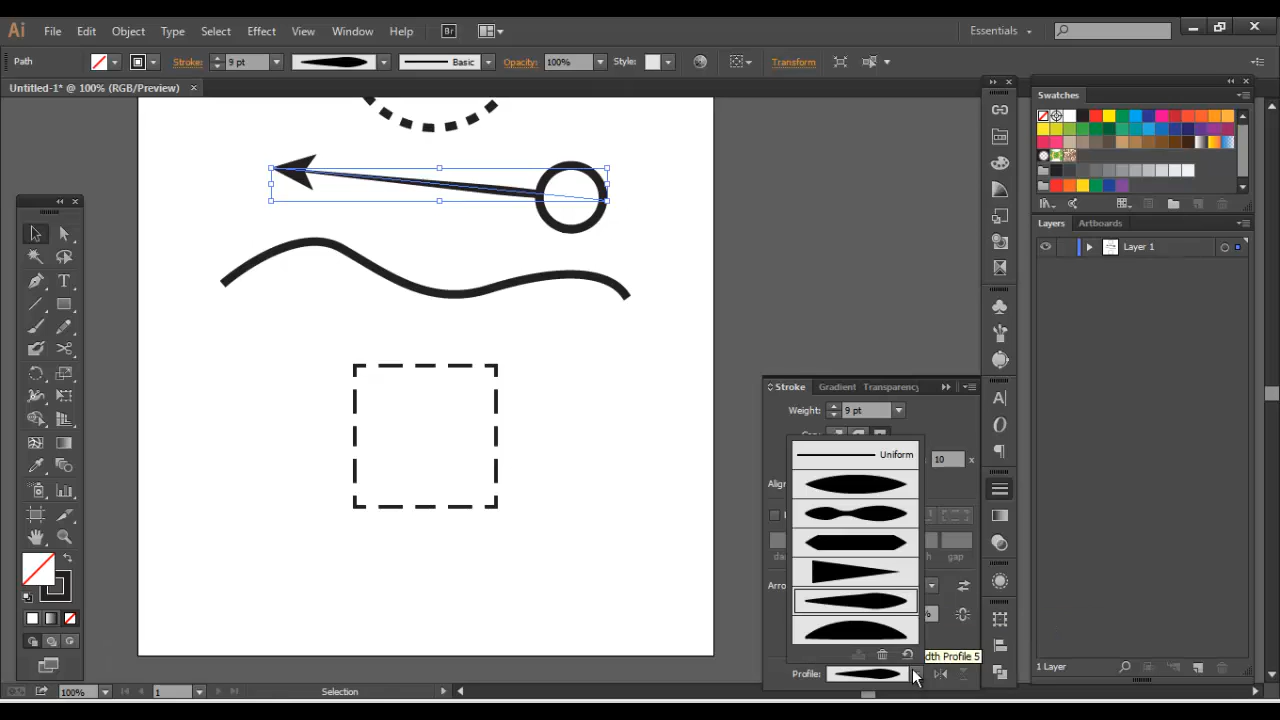 Ai File Edit Object Type Select Effect View Window Help Br Essentials
Path Stroke: 9 pt Basic Opacity: 100% Style: Transform
Untitled-1* @ 100% (RGB/Preview)
Swatches
Layers Artboards
Layer 1
Stroke Gradient Transparency
Weight: 9 pt
Uniform
10 x
gap
dth Profile 5
Profile:
1 Layer
100% 1 Selection